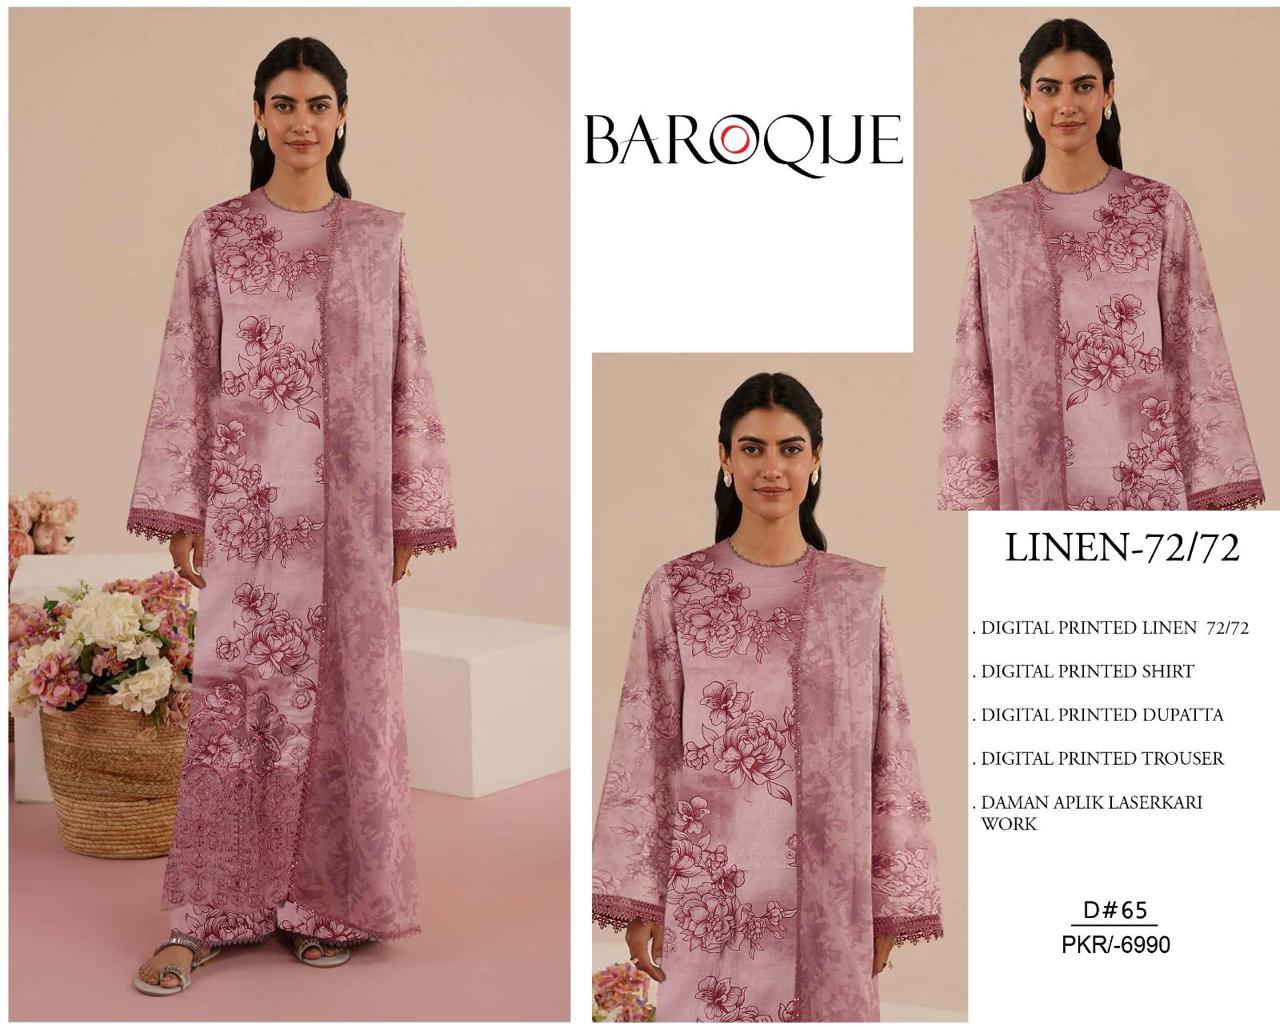 BAROQUE
LINEN-72/72
. DIGITAL PRINTED LINEN 72/72
. DIGITAL PRINTED SHIRT
. DIGITAL PRINTED DUPATTA
. DIGITAL PRINTED TROUSER
. DAMAN APLIK LASERKARI
WORK
D#65
PKR/-6990